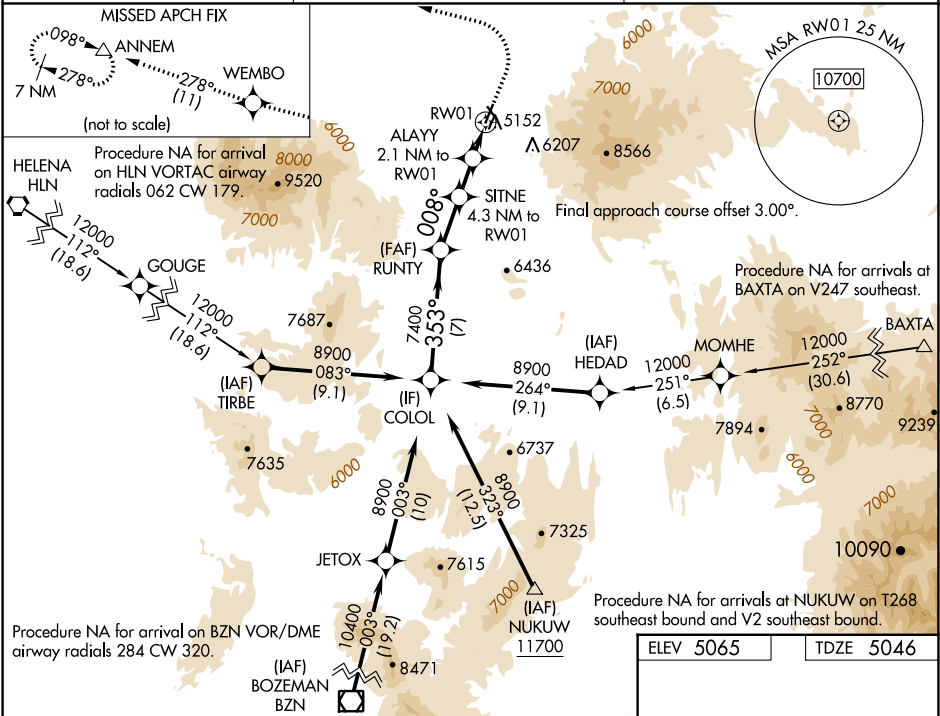 MISSED APCH FIX
098°
ANNEM
278°
7 NM
278°
(11)
WEMBO
(not to scale)
6000
7000
MSA RW01 25 NM
10700
RW01
5152
ALAYY
2.1 NM to
RW01
6207
8566
6000
8000
9520
7000
Procedure NA for arrival
on HLN VORTAC airway
radials 062 CW 179.
HELENA
HLN
12000
112°
(18.6)
GOUGE
12000
112°
(18.6)
008°
SITNE
4.3 NM to
RW01
Final approach course offset 3.00°.
(FAF)
RUNTY
6436
Procedure NA for arrivals at
BAXTA on V247 southeast.
7687
7400
353°
(7)
BAXTA
12000
252°
(30.6)
MOMHE
12000
251°
(6.5)
(IAF)
HEDAD
8900
264°
(9.1)
8900
083°
(9.1)
(IAF)
TIRBE
(IF)
COLOL
8770
7000
9239
7894
6000
7635
6000
6737
8900
003°
(10)
8900
323°
(12.5)
7000
7325
10090
JETOX
7615
7000
(IAF)
NUKUW
11700
Procedure NA for arrivals at NUKUW on T268
southeast bound and V2 southeast bound.
Procedure NA for arrival on BZN VOR/DME
airway radials 284 CW 320.
10400
003°
(19.2)
8471
(IAF)
BOZEMAN
BZN
ELEV 5065
TDZE 5046